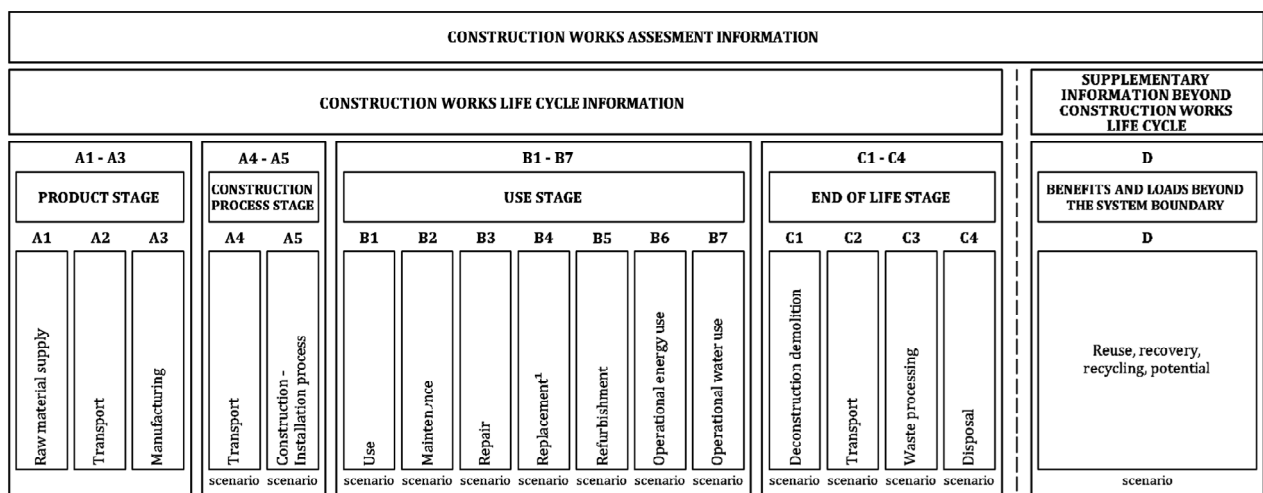 CONSTRUCTION WORKS ASSESMENT INFORMATION
CONSTRUCTION WORKS LIFE CYCLE INFORMATION
SUPPLEMENTARY
INFORMATION BEYOND
CONSTRUCTION WORKS
LIFE CYCLE
A1 - A3
PRODUCT STAGE
A1
A2
A3
Raw material supply
Transport
Manufacturing
A4 - A5
CONSTRUCTION
PROCESS STAGE
A4
A5
Transport
Construction -
Installation process
scenario
scenario
B1 - B7
USE STAGE
B1
B2
B3
B4
B5
B6
B7
Use
Maintenance
Repair
Replacement¹
Refurbishment
Operational energy use
Operational water use
scenario
scenario
scenario
scenario
scenario
scenario
scenario
C1 - C4
END OF LIFE STAGE
C1
C2
C3
C4
Deconstruction demolition
Transport
Waste processing
Disposal
scenario
scenario
scenario
scenario
D
BENEFITS AND LOADS BEYOND
THE SYSTEM BOUNDARY
D
Reuse, recovery,
recycling, potential
scenario